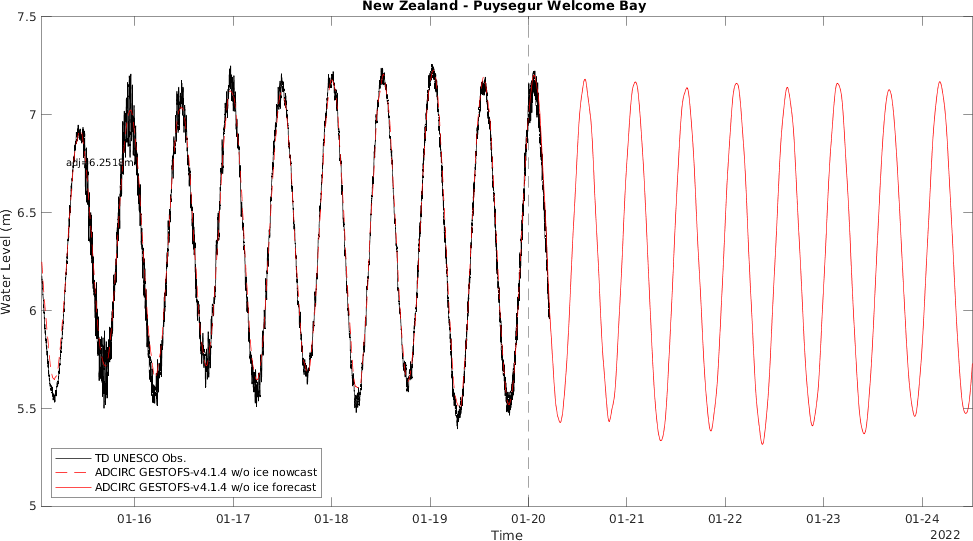 New Zealand - Puysegur Welcome Bay
7.5
7
6.5
6
5.5
5
Water Level (m)
adj=6.2518m
TD UNESCO Obs.
ADCIRC GESTOFS-v4.1.4 w/o ice nowcast
ADCIRC GESTOFS-v4.1.4 w/o ice forecast
01-16 01-17 01-18 01-19 01-20 01-21 01-22 01-23 01-24
Time
2022